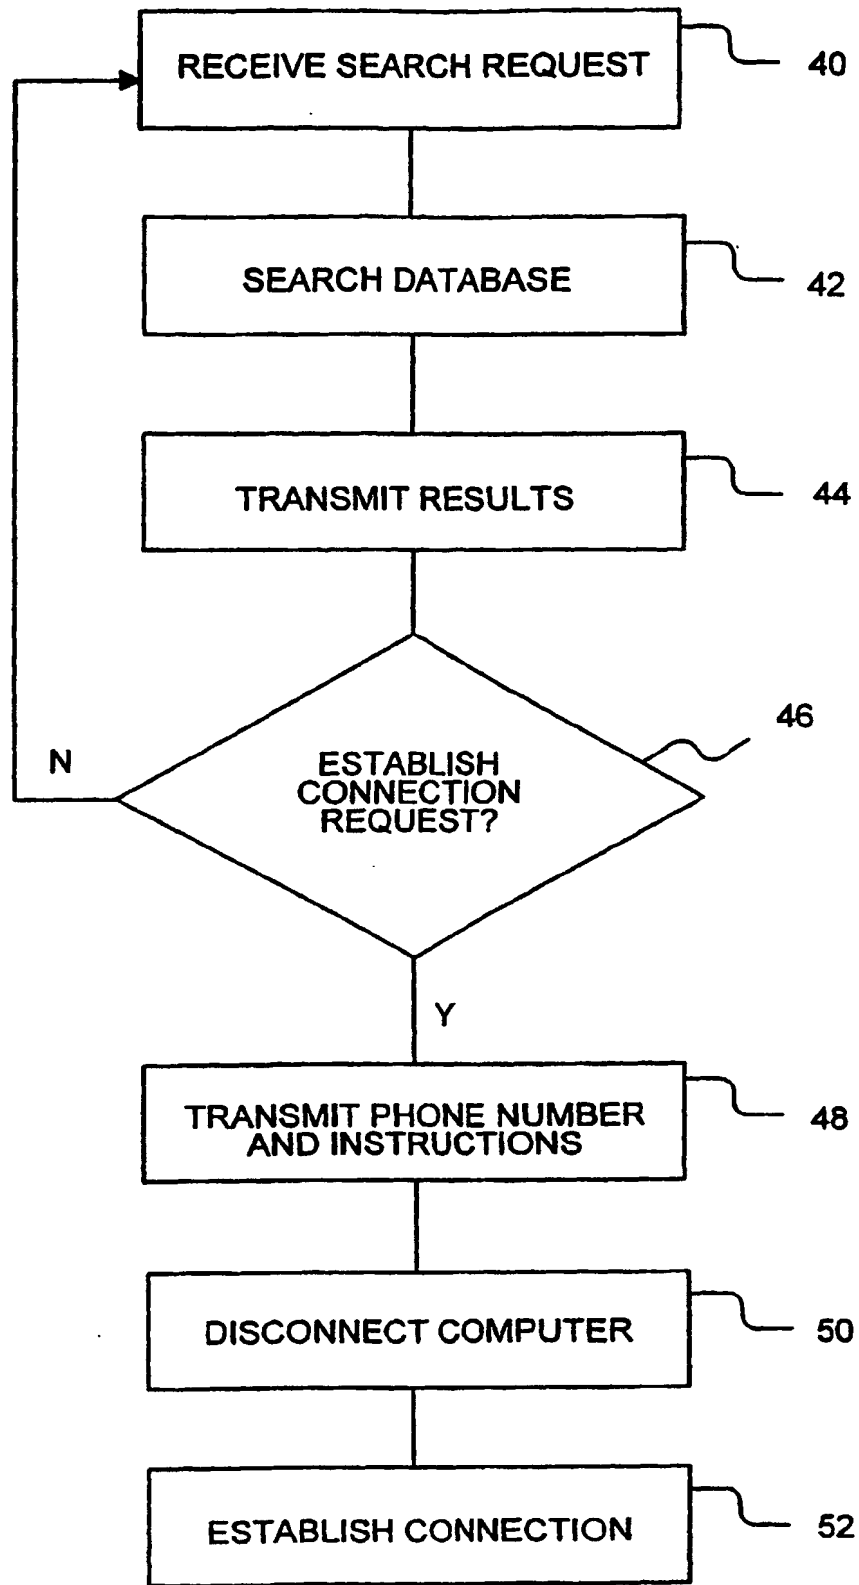 RECEIVE SEARCH REQUEST
40
SEARCH DATABASE
42
TRANSMIT RESULTS
44
46
N
ESTABLISH
CONNECTION
REQUEST?
Y
TRANSMIT PHONE NUMBER
AND INSTRUCTIONS
48
DISCONNECT COMPUTER
50
ESTABLISH CONNECTION
52